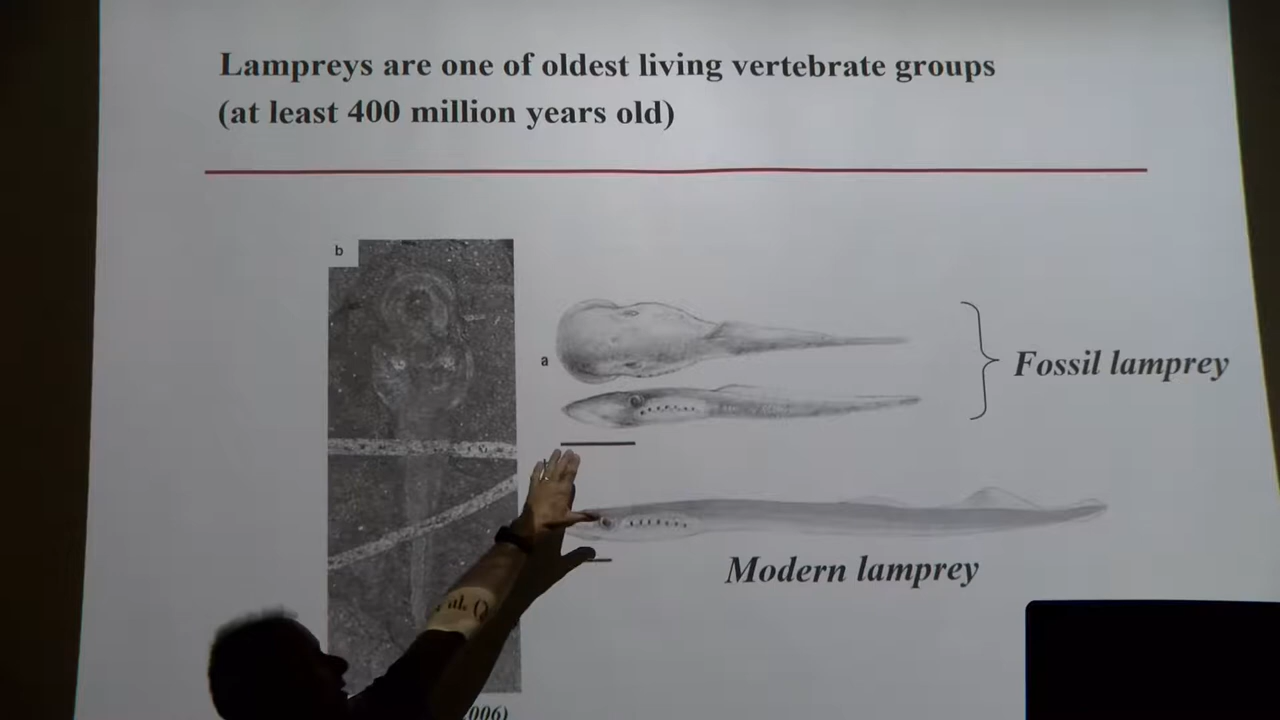 Lampreys are one of oldest living vertebrate groups
(at least 400 million years old)
b
a
Fossil lamprey
Modern lamprey